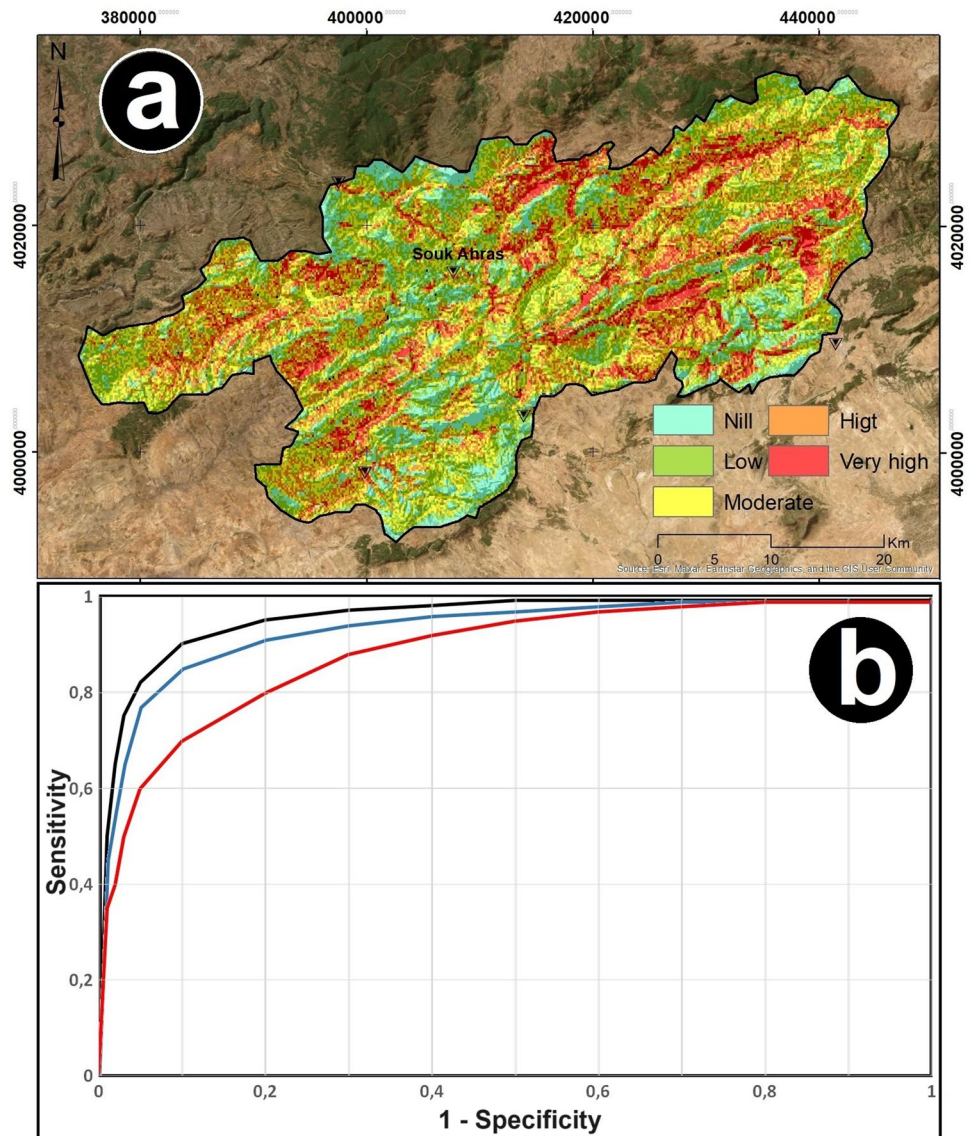 380000 400000 420000 440000
N
a
4020000 4020000
Souk Ahras
4000000 4000000
Nill Higt
Low Very high
Moderate
Km
0 5 10 20
Source: Esri, Maxar, Earthstar Geographics, and the GIS User Community
b
Sensitivity
1
0,8
0,6
0,4
0,2
0
0 0,2 0,4 0,6 0,8 1
1 - Specificity